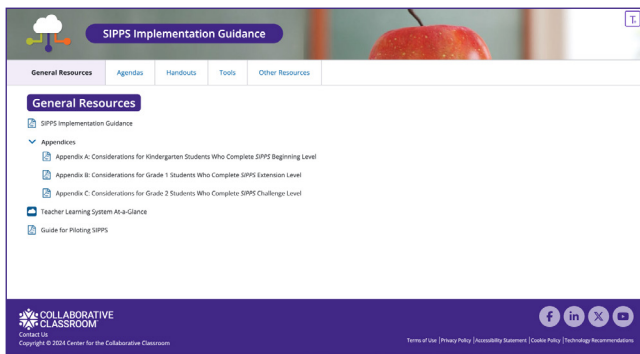 SIPPS Implementation Guidance
T.
General Resources Agendas Handouts Tools Other Resources
General Resources
SIPPS Implementation Guidance
Appendices
Appendix A: Considerations for Kindergarten Students Who Complete SIPPS Beginning Level
Appendix B: Considerations for Grade 1 Students Who Complete SIPPS Extension Level
Appendix C: Considerations for Grade 2 Students Who Complete SIPPS Challenge Level
Teacher Learning System At-a-Glance
Guide for Piloting SIPPS
COLLABORATIVE
CLASSROOM
Contact Us
Copyright © 2024 Center for the Collaborative Classroom
Terms of Use | Privacy Policy | Accessibility Statement | Cookie Policy | Technology Recommendations